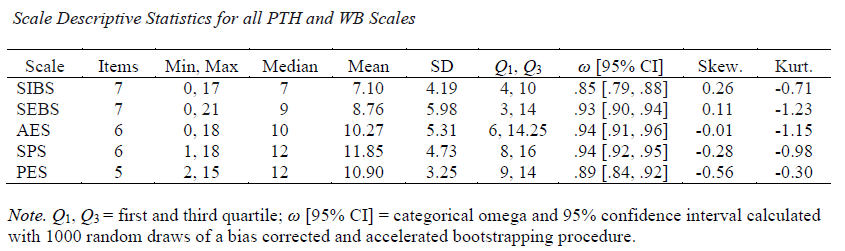 Scale Descriptive Statistics for all PTH and WB Scales
Scale Items Min, Max Median Mean SD Q1, Q3 ω [95% CI] Skew. Kurt.
SIBS 7 0, 17 7 7.10 4.19 4, 10 .85 [.79, .88] 0.26 -0.71
SEBS 7 0, 21 9 8.76 5.98 3, 14 .93 [.90, .94] 0.11 -1.23
AES 6 0, 18 10 10.27 5.31 6, 14.25 .94 [.91, .96] -0.01 -1.15
SPS 6 1, 18 12 11.85 4.73 8, 16 .94 [.92, .95] -0.28 -0.98
PES 5 2, 15 12 10.90 3.25 9, 14 .89 [.84, .92] -0.56 -0.30
Note. Q1, Q3 = first and third quartile; ω [95% CI] = categorical omega and 95% confidence interval calculated
with 1000 random draws of a bias corrected and accelerated bootstrapping procedure.